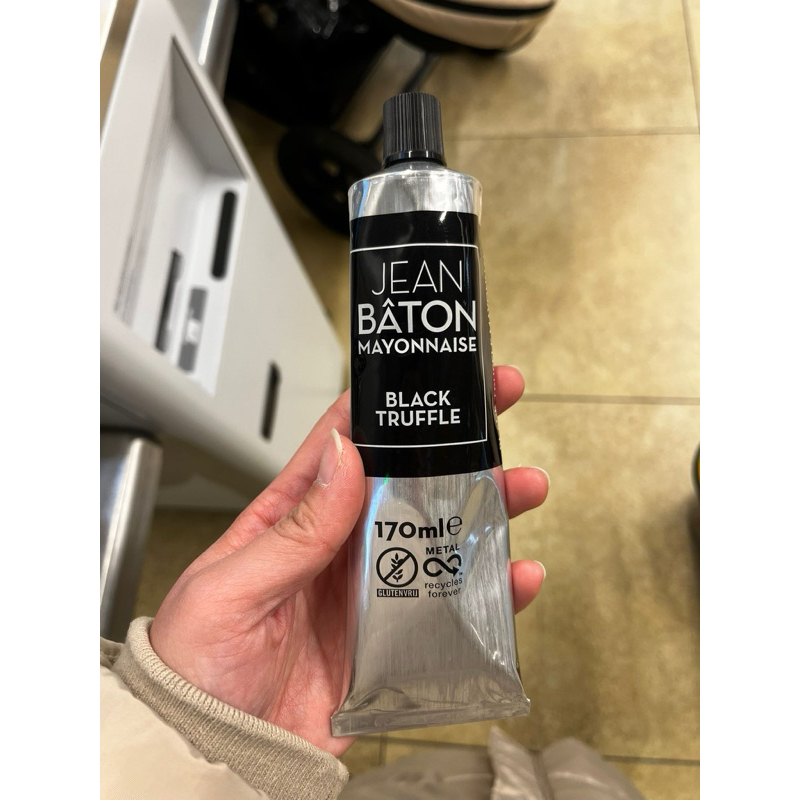 JEAN
BÂTON
MAYONNAISE
BLACK
TRUFFLE
170ml℮
METAL
recycles
forever
GLUTENVRIJ